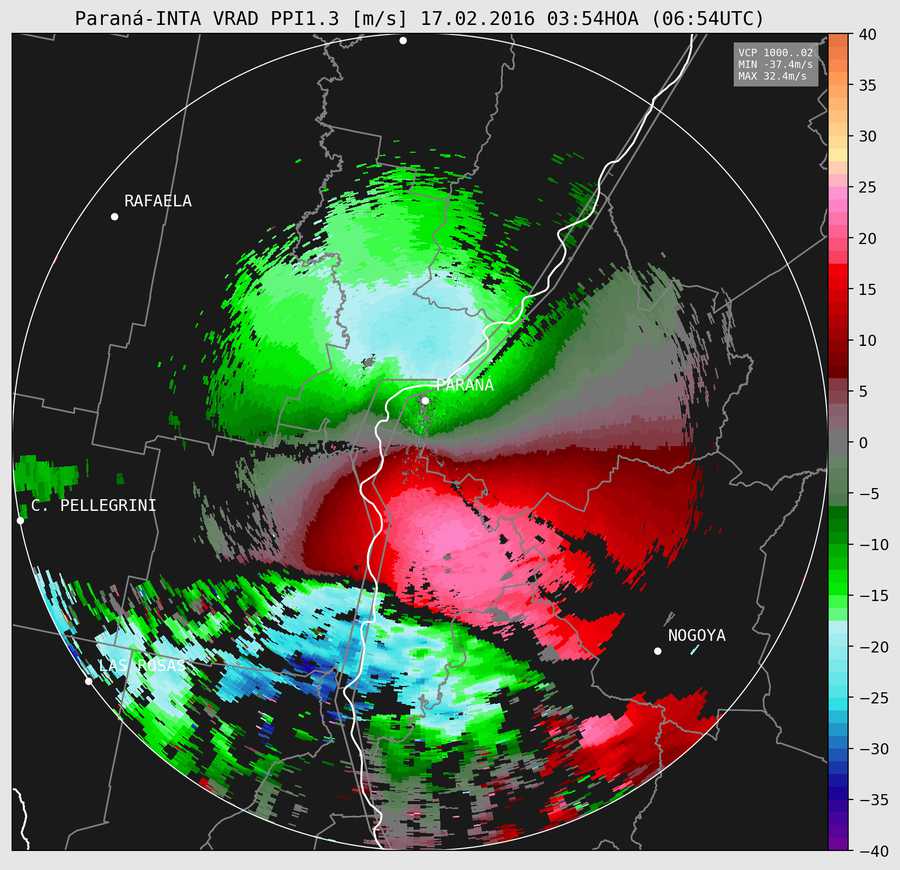 Paraná-INTA VRAD PPI1.3 [m/s] 17.02.2016 03:54HOA (06:54UTC)
VCP 1000..02
MIN -37.4m/s
MAX 32.4m/s
RAFAELA
PARANA
C. PELLEGRINI
NOGOYA
LAS ROSAS
40
35
30
25
20
15
10
5
0
−5
−10
−15
−20
−25
−30
−35
−40